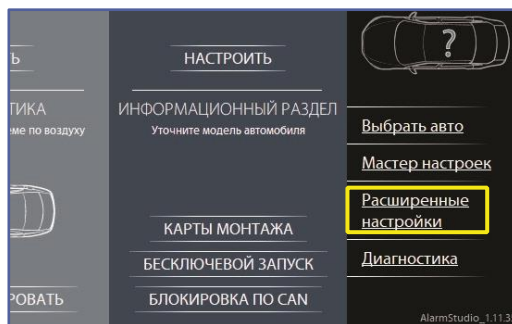 Ь
ТИКА
еме по воздуху
РОВАТЬ
НАСТРОИТЬ
ИНФОРМАЦИОННЫЙ РАЗДЕЛ
Уточните модель автомобиля
КАРТЫ МОНТАЖА
БЕСКЛЮЧЕВОЙ ЗАПУСК
БЛОКИРОВКА ПО CAN
?
Выбрать авто
Мастер настроек
Расширенные
настройки
Диагностика
AlarmStudio_1.11.3